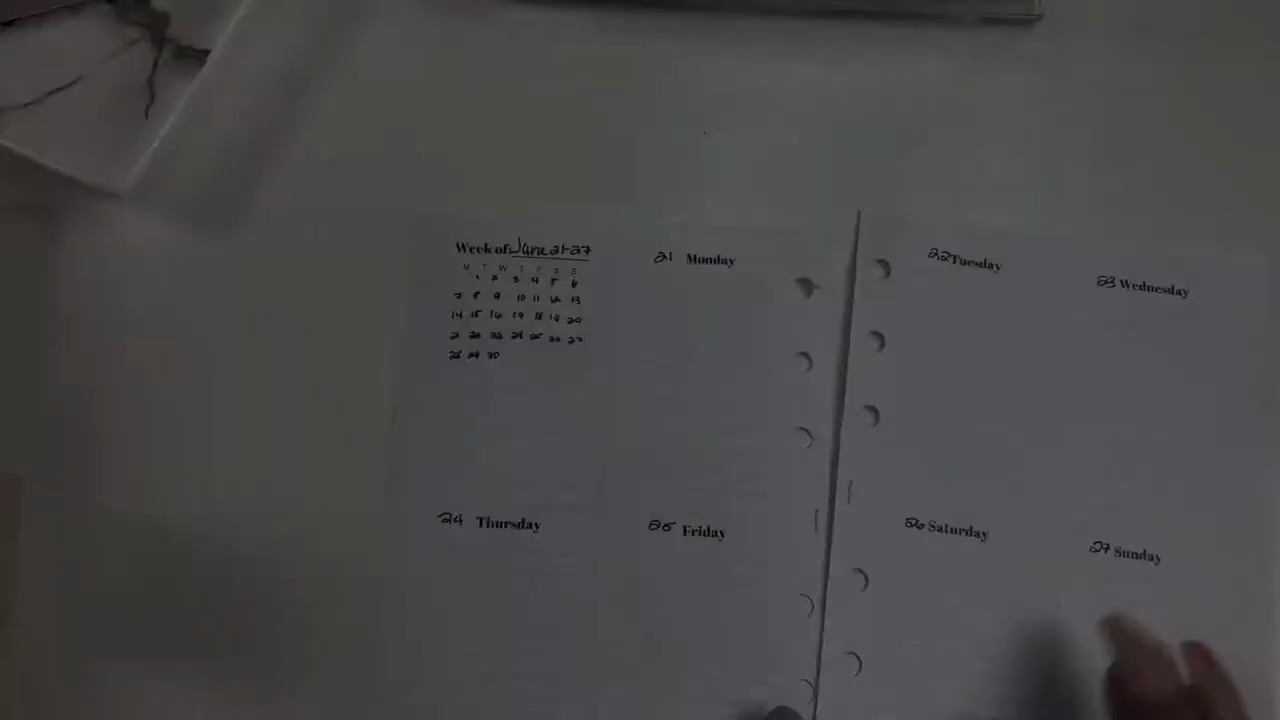 Week of: June 21-27
M T W T F S S
1 2 3 4 5 6
7 8 9 10 11 12 13
14 15 16 17 18 19 20
21 22 23 24 25 26 27
28 29 30
21 Monday
22 Tuesday
23 Wednesday
24 Thursday
25 Friday
26 Saturday
27 Sunday